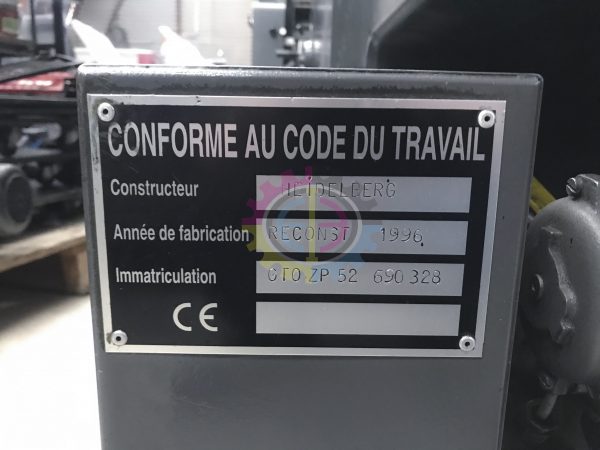 CONFORME AU CODE DU TRAVAIL
Constructeur HEIDELBERG
Année de fabrication RECONST 1996
Immatriculation GTO ZP 52 690 328
CE